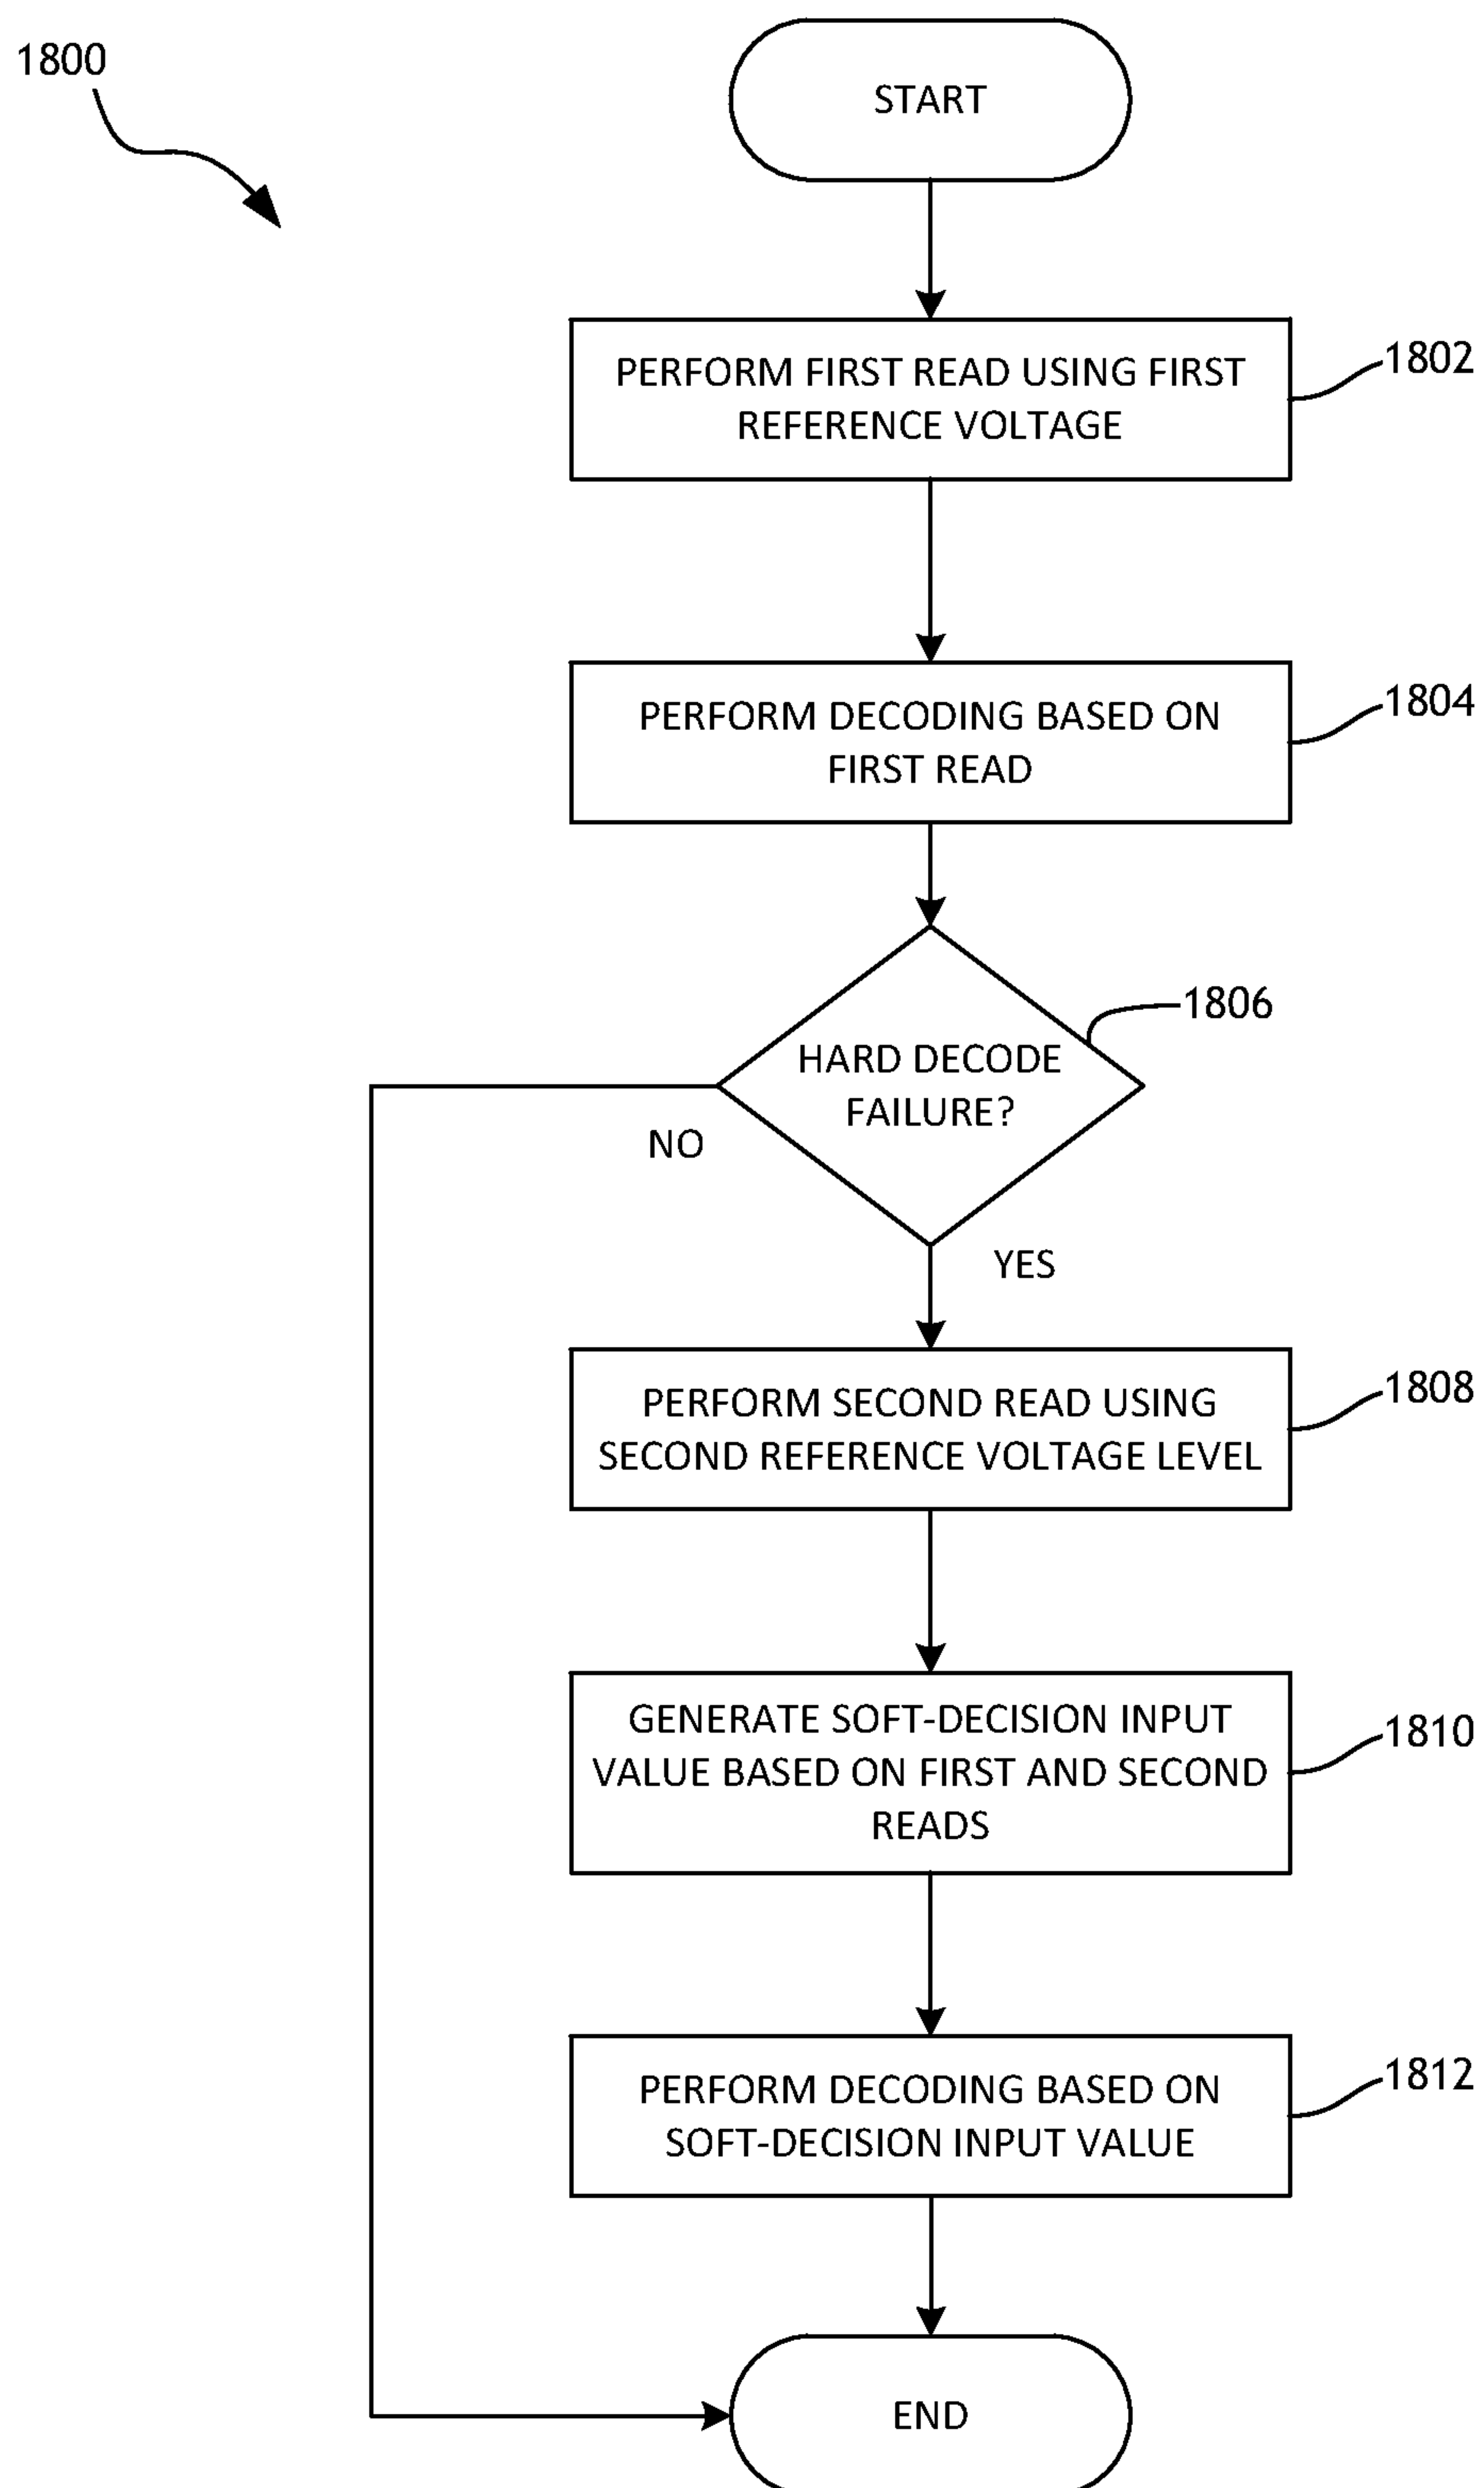 1800
START
PERFORM FIRST READ USING FIRST
REFERENCE VOLTAGE
1802
PERFORM DECODING BASED ON
FIRST READ
1804
1806
HARD DECODE
FAILURE?
NO
YES
PERFORM SECOND READ USING
SECOND REFERENCE VOLTAGE LEVEL
1808
GENERATE SOFT-DECISION INPUT
VALUE BASED ON FIRST AND SECOND
READS
1810
PERFORM DECODING BASED ON
SOFT-DECISION INPUT VALUE
1812
END